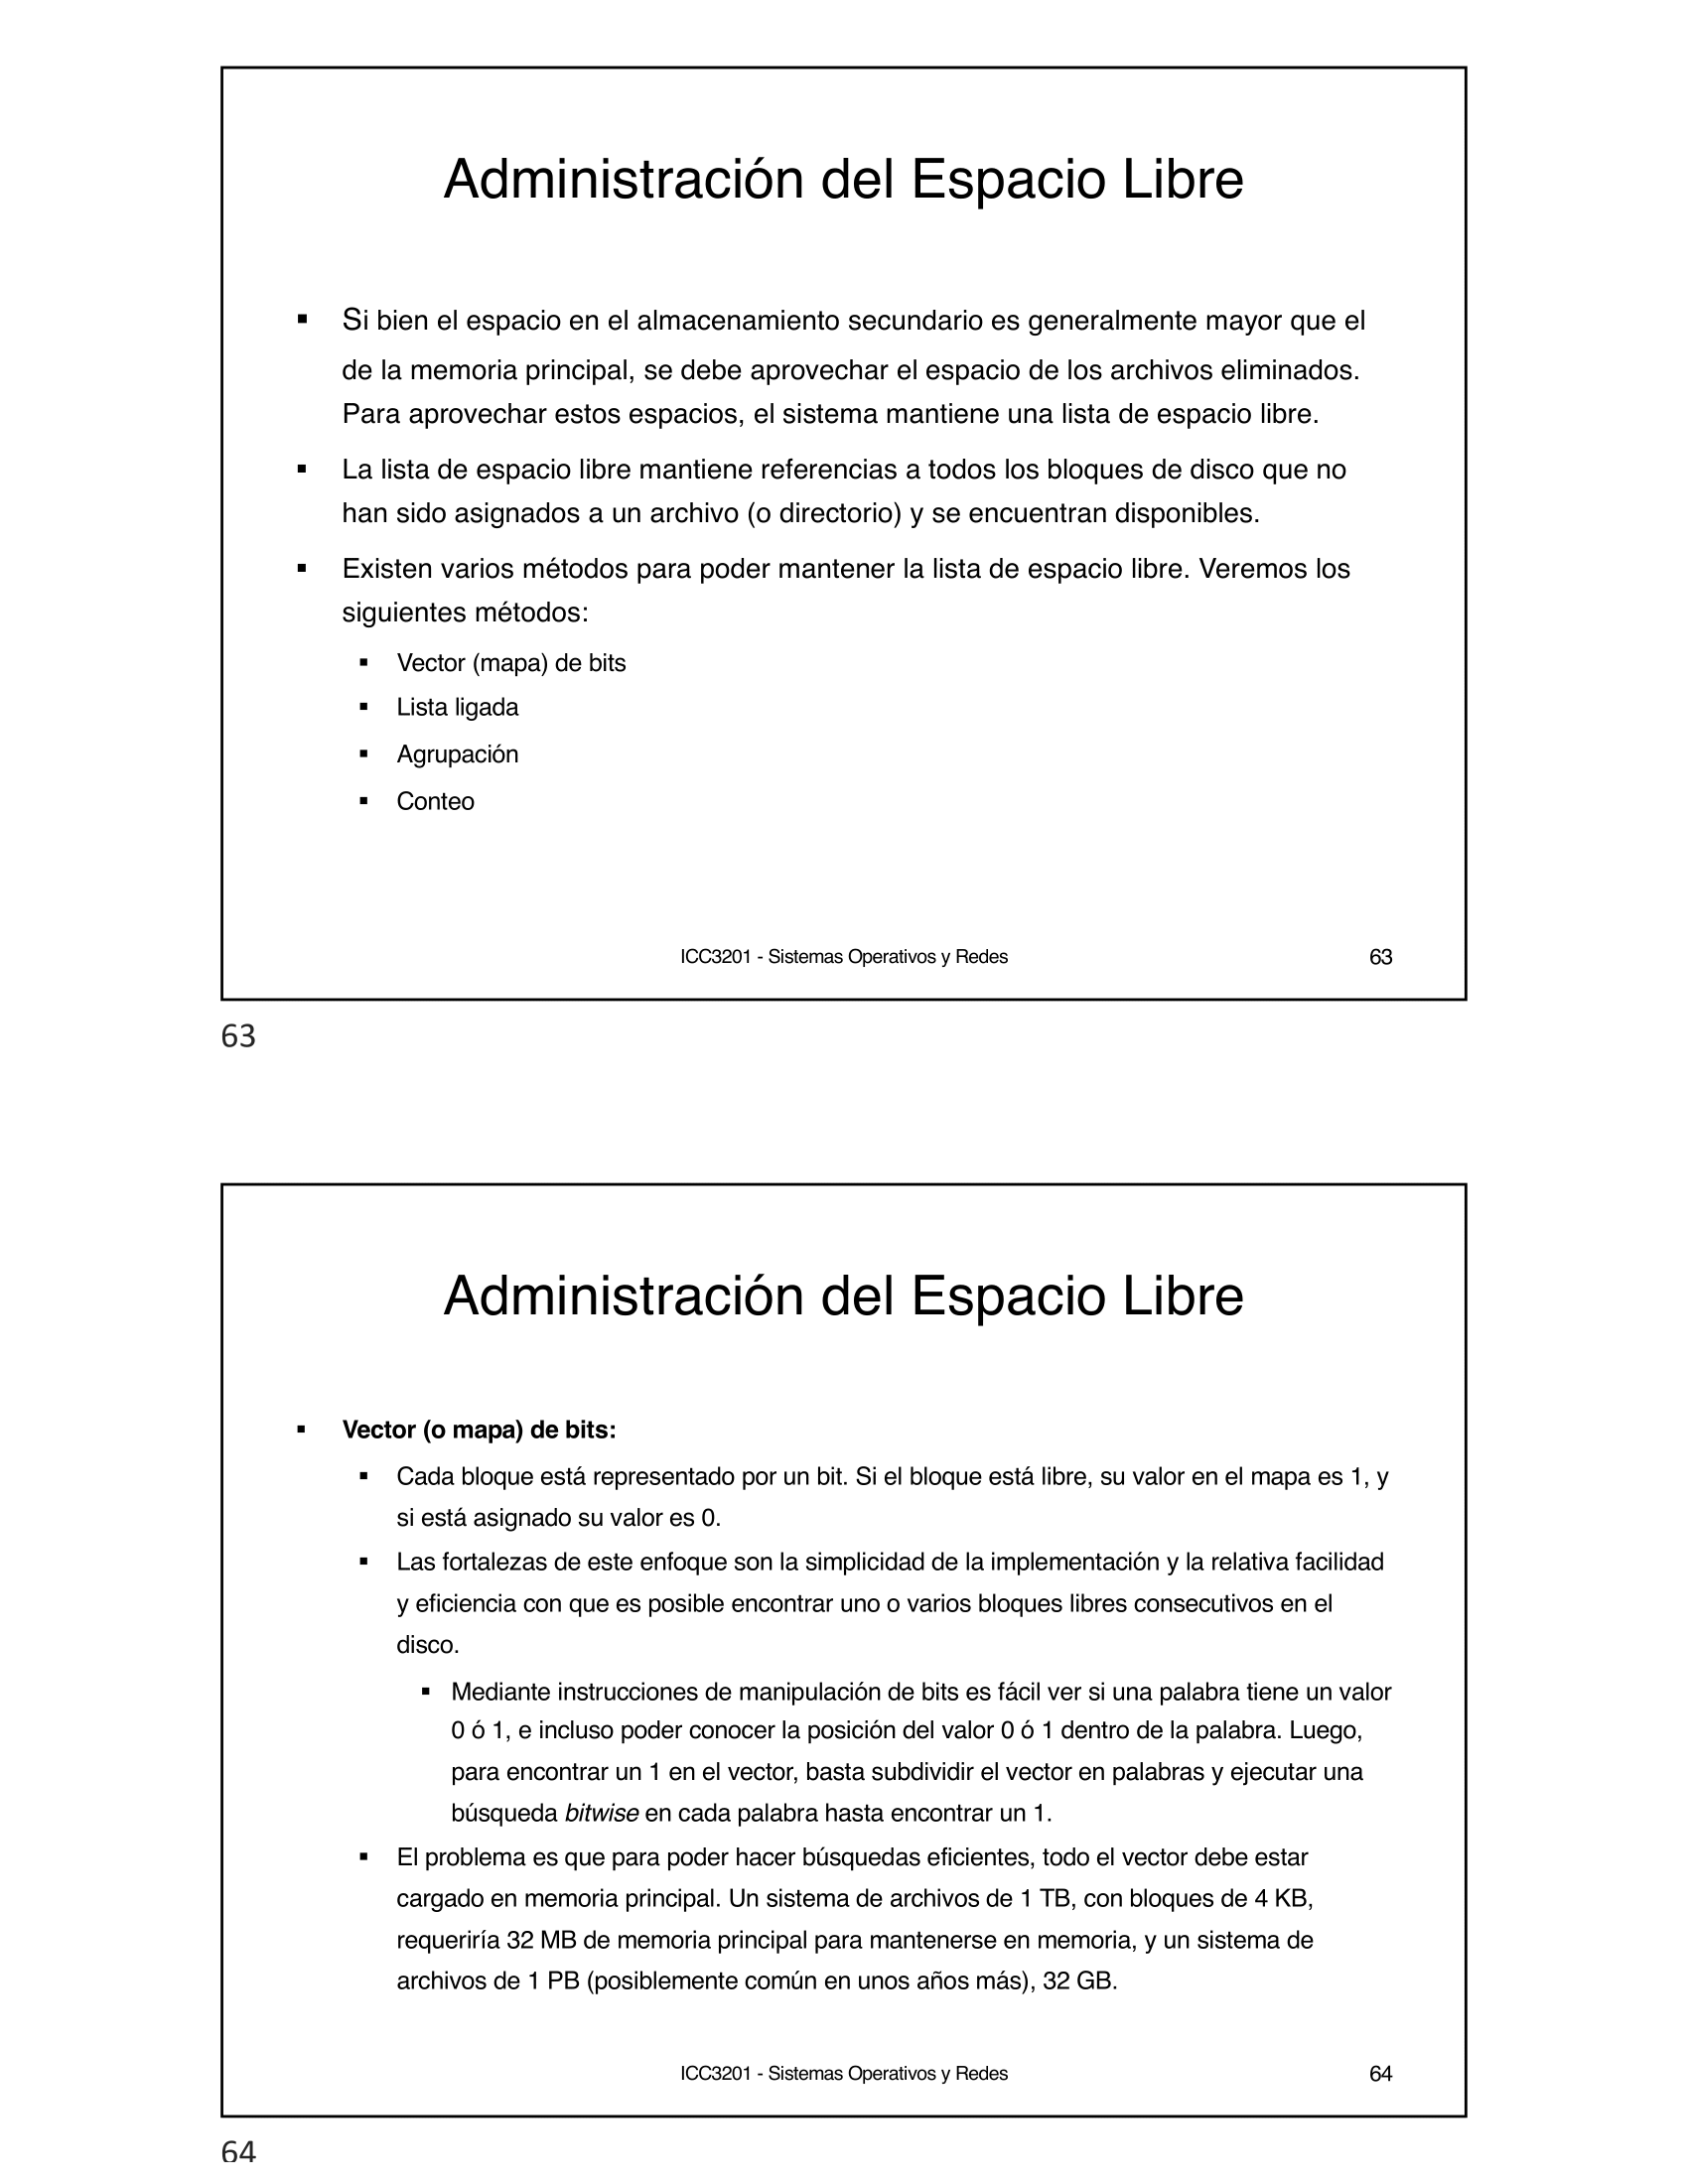 Administración del Espacio Libre
▪ Si bien el espacio en el almacenamiento secundario es generalmente mayor que el
de la memoria principal, se debe aprovechar el espacio de los archivos eliminados.
Para aprovechar estos espacios, el sistema mantiene una lista de espacio libre.
▪ La lista de espacio libre mantiene referencias a todos los bloques de disco que no
han sido asignados a un archivo (o directorio) y se encuentran disponibles.
▪ Existen varios métodos para poder mantener la lista de espacio libre. Veremos los
siguientes métodos:
▪ Vector (mapa) de bits
▪ Lista ligada
▪ Agrupación
▪ Conteo
ICC3201 - Sistemas Operativos y Redes 63
63
Administración del Espacio Libre
▪ Vector (o mapa) de bits:
▪ Cada bloque está representado por un bit. Si el bloque está libre, su valor en el mapa es 1, y
si está asignado su valor es 0.
▪ Las fortalezas de este enfoque son la simplicidad de la implementación y la relativa facilidad
y eficiencia con que es posible encontrar uno o varios bloques libres consecutivos en el
disco.
▪ Mediante instrucciones de manipulación de bits es fácil ver si una palabra tiene un valor
0 ó 1, e incluso poder conocer la posición del valor 0 ó 1 dentro de la palabra. Luego,
para encontrar un 1 en el vector, basta subdividir el vector en palabras y ejecutar una
búsqueda bitwise en cada palabra hasta encontrar un 1.
▪ El problema es que para poder hacer búsquedas eficientes, todo el vector debe estar
cargado en memoria principal. Un sistema de archivos de 1 TB, con bloques de 4 KB,
requeriría 32 MB de memoria principal para mantenerse en memoria, y un sistema de
archivos de 1 PB (posiblemente común en unos años más), 32 GB.
ICC3201 - Sistemas Operativos y Redes 64
64